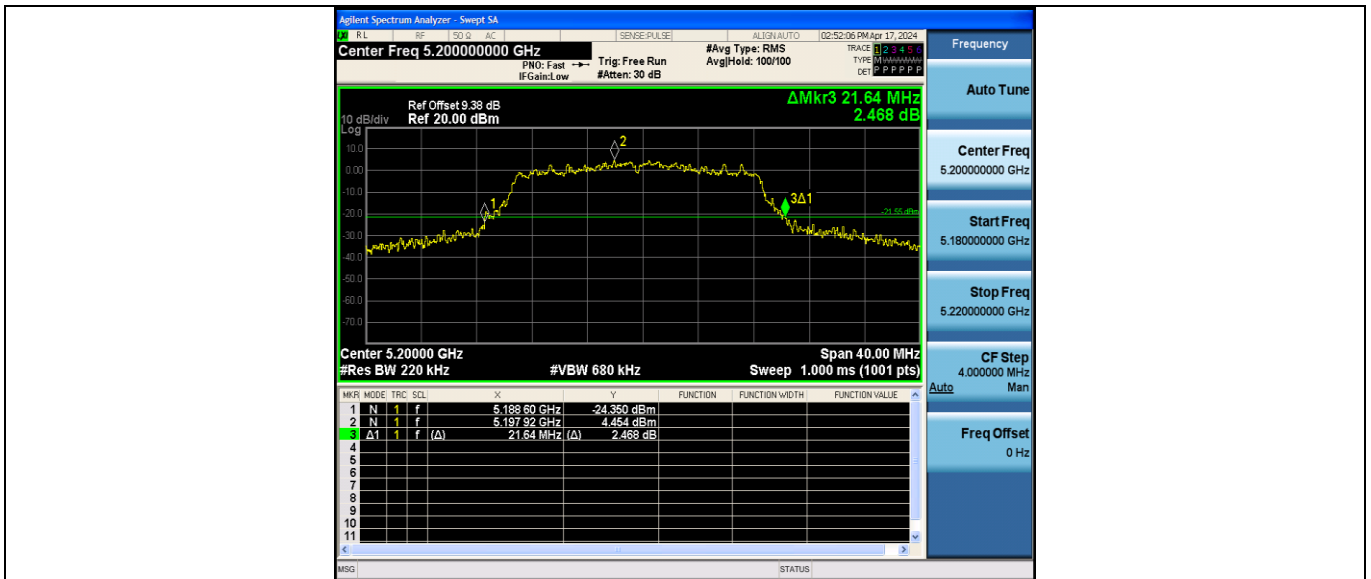 Agilent Spectrum Analyzer - Swept SA
RL RF 50 Ω AC SENSE:PULSE ALIGN AUTO 02:52:06 PM Apr 17, 2024
Center Freq 5.200000000 GHz
PNO: Fast
IFGain:Low
Trig: Free Run
#Atten: 30 dB
#Avg Type: RMS
Avg|Hold: 100/100
TRACE 1 2 3 4 5 6
TYPE M W W W W W
DET P P P P P P
ΔMkr3 21.64 MHz
2.468 dB
Ref Offset 9.38 dB
10 dB/div Ref 20.00 dBm
Log
10.0
0.00
-10.0
-20.0
-30.0
-40.0
-50.0
-60.0
-70.0
1
2
3Δ1
-21.55 dBm
Center 5.20000 GHz Span 40.00 MHz
#Res BW 220 kHz #VBW 680 kHz Sweep 1.000 ms (1001 pts)
MKR MODE TRC SCL X Y FUNCTION FUNCTION WIDTH FUNCTION VALUE
1 N 1 f 5.188 60 GHz -24.350 dBm
2 N 1 f 5.197 92 GHz 4.454 dBm
3 Δ1 1 f (Δ) 21.64 MHz (Δ) 2.468 dB
4
5
6
7
8
9
10
11
MSG STATUS
Frequency
Auto Tune
Center Freq
5.200000000 GHz
Start Freq
5.180000000 GHz
Stop Freq
5.220000000 GHz
CF Step
4.000000 MHz
Auto Man
Freq Offset
0 Hz